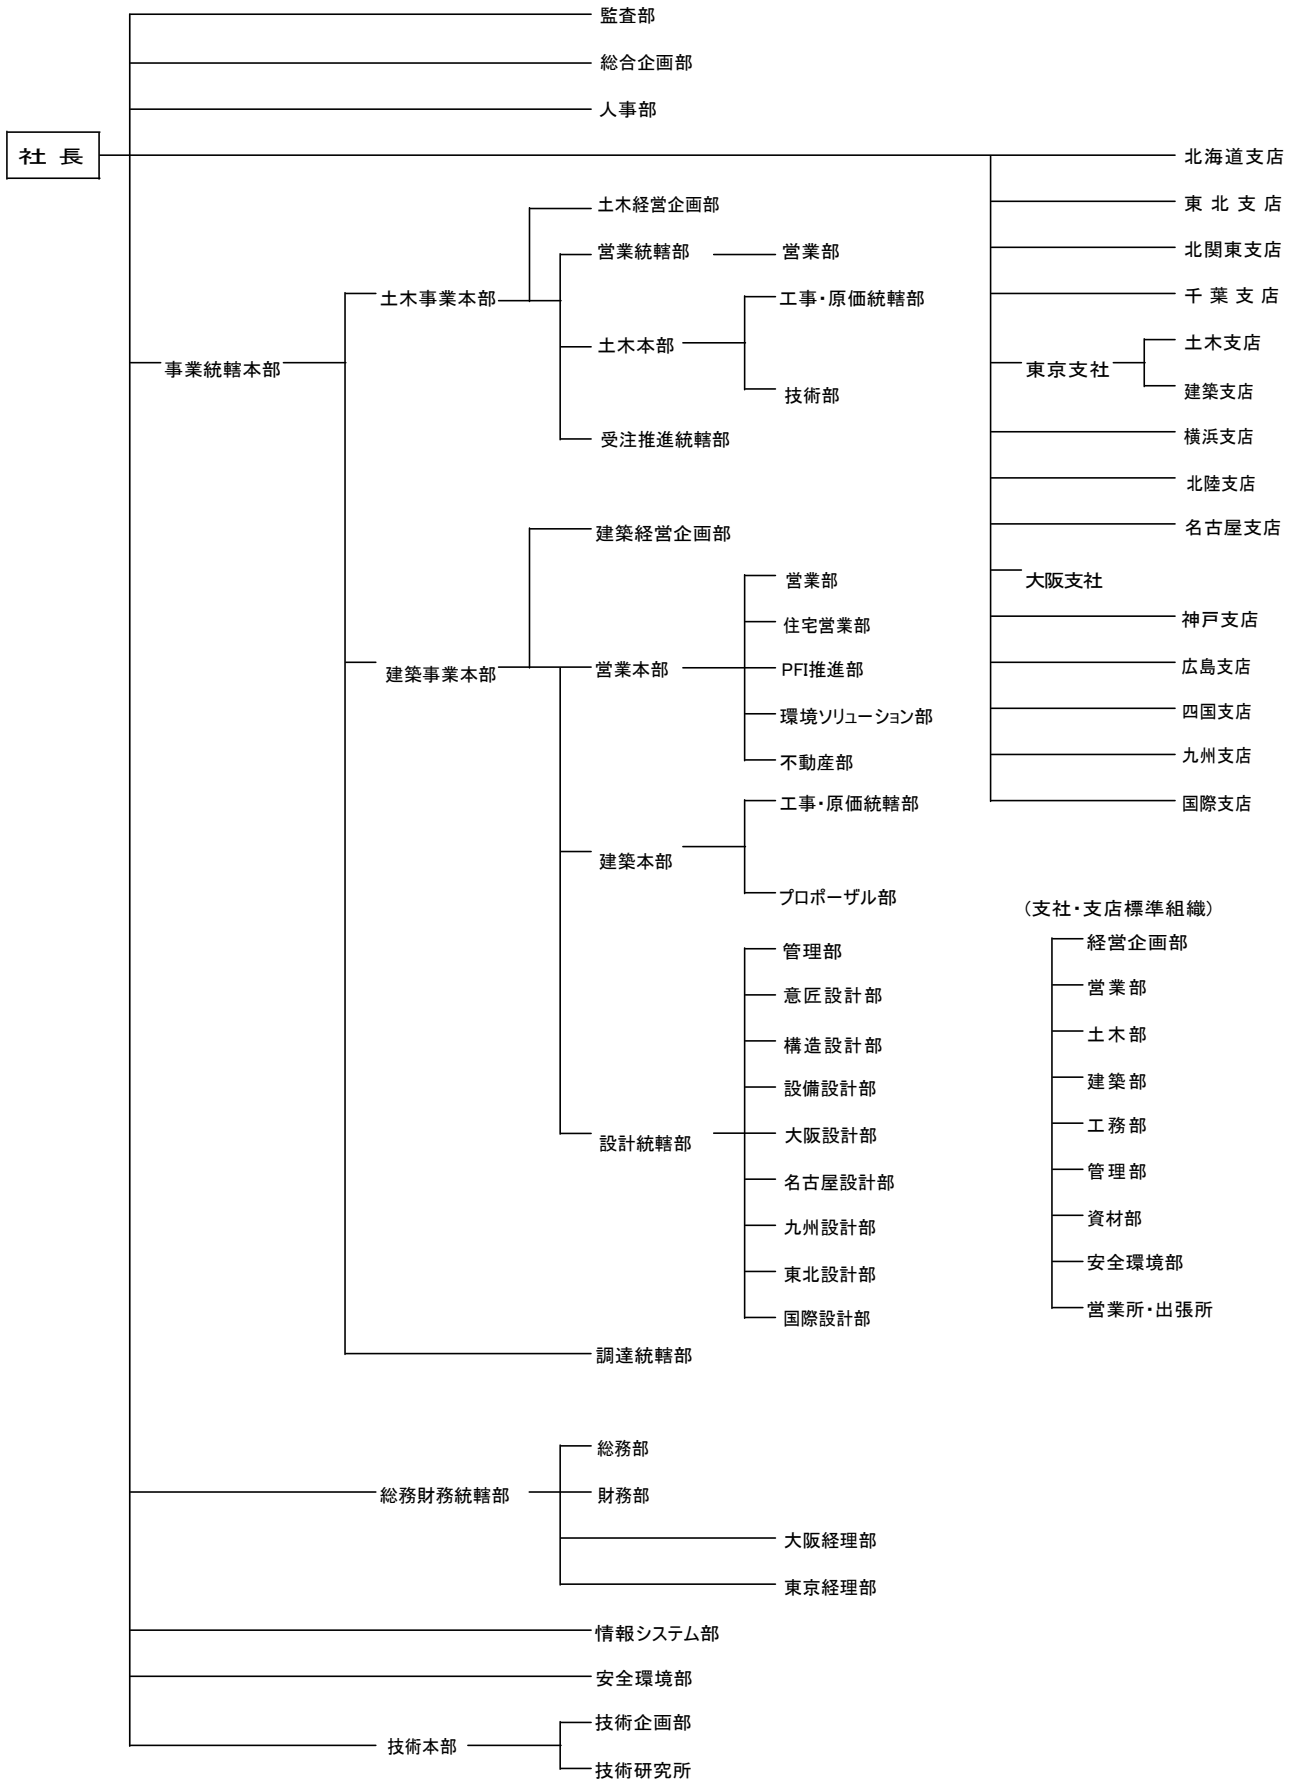 監査部
総合企画部
人事部
社 長
北海道支店
東 北 支 店
北関東支店
千 葉 支 店
東京支社
土木支店
建築支店
横浜支店
北陸支店
名古屋支店
大阪支社
神戸支店
広島支店
四国支店
九州支店
国際支店
事業統轄本部
土木事業本部
土木経営企画部
営業統轄部
営業部
土木本部
工事・原価統轄部
技術部
受注推進統轄部
建築事業本部
建築経営企画部
営業本部
営業部
住宅営業部
PFI推進部
環境ソリューション部
不動産部
建築本部
工事・原価統轄部
プロポーザル部
設計統轄部
管理部
意匠設計部
構造設計部
設備設計部
大阪設計部
名古屋設計部
九州設計部
東北設計部
国際設計部
調達統轄部
総務財務統轄部
総務部
財務部
大阪経理部
東京経理部
情報システム部
安全環境部
技術本部
技術企画部
技術研究所
(支社・支店標準組織)
経営企画部
営業部
土木部
建築部
工務部
管理部
資材部
安全環境部
営業所・出張所